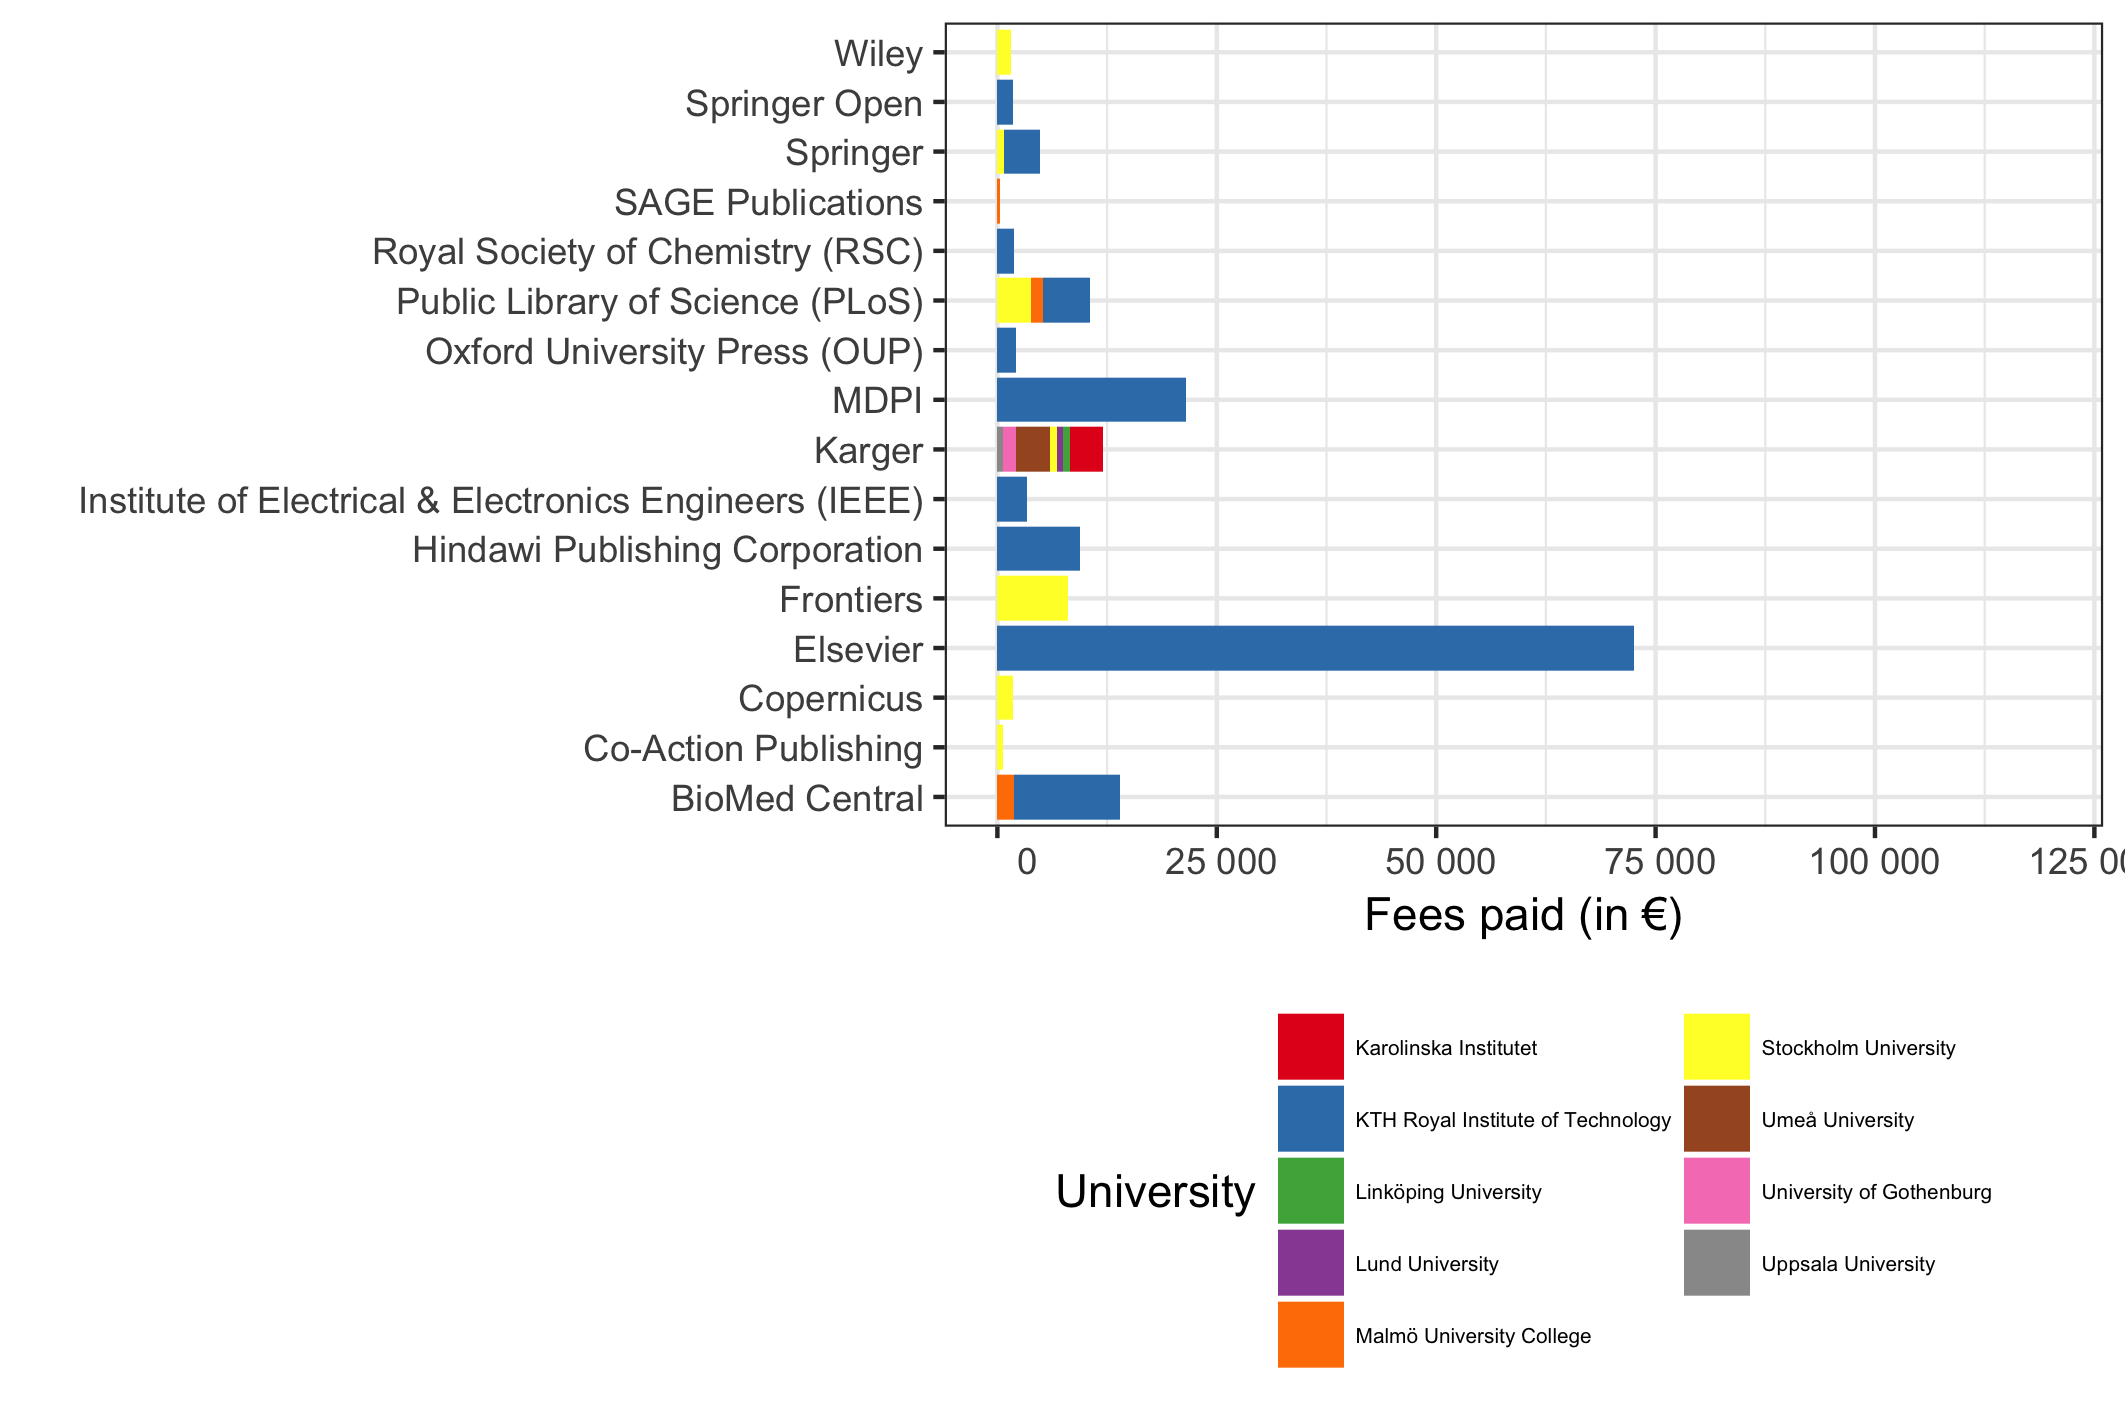 Wiley
Springer Open
Springer
SAGE Publications
Royal Society of Chemistry (RSC)
Public Library of Science (PLoS)
Oxford University Press (OUP)
MDPI
Karger
Institute of Electrical & Electronics Engineers (IEEE)
Hindawi Publishing Corporation
Frontiers
Elsevier
Copernicus
Co-Action Publishing
BioMed Central
0 25 000 50 000 75 000 100 000 125 0
Fees paid (in €)
University
Karolinska Institutet
KTH Royal Institute of Technology
Linköping University
Lund University
Malmö University College
Stockholm University
Umeå University
University of Gothenburg
Uppsala University